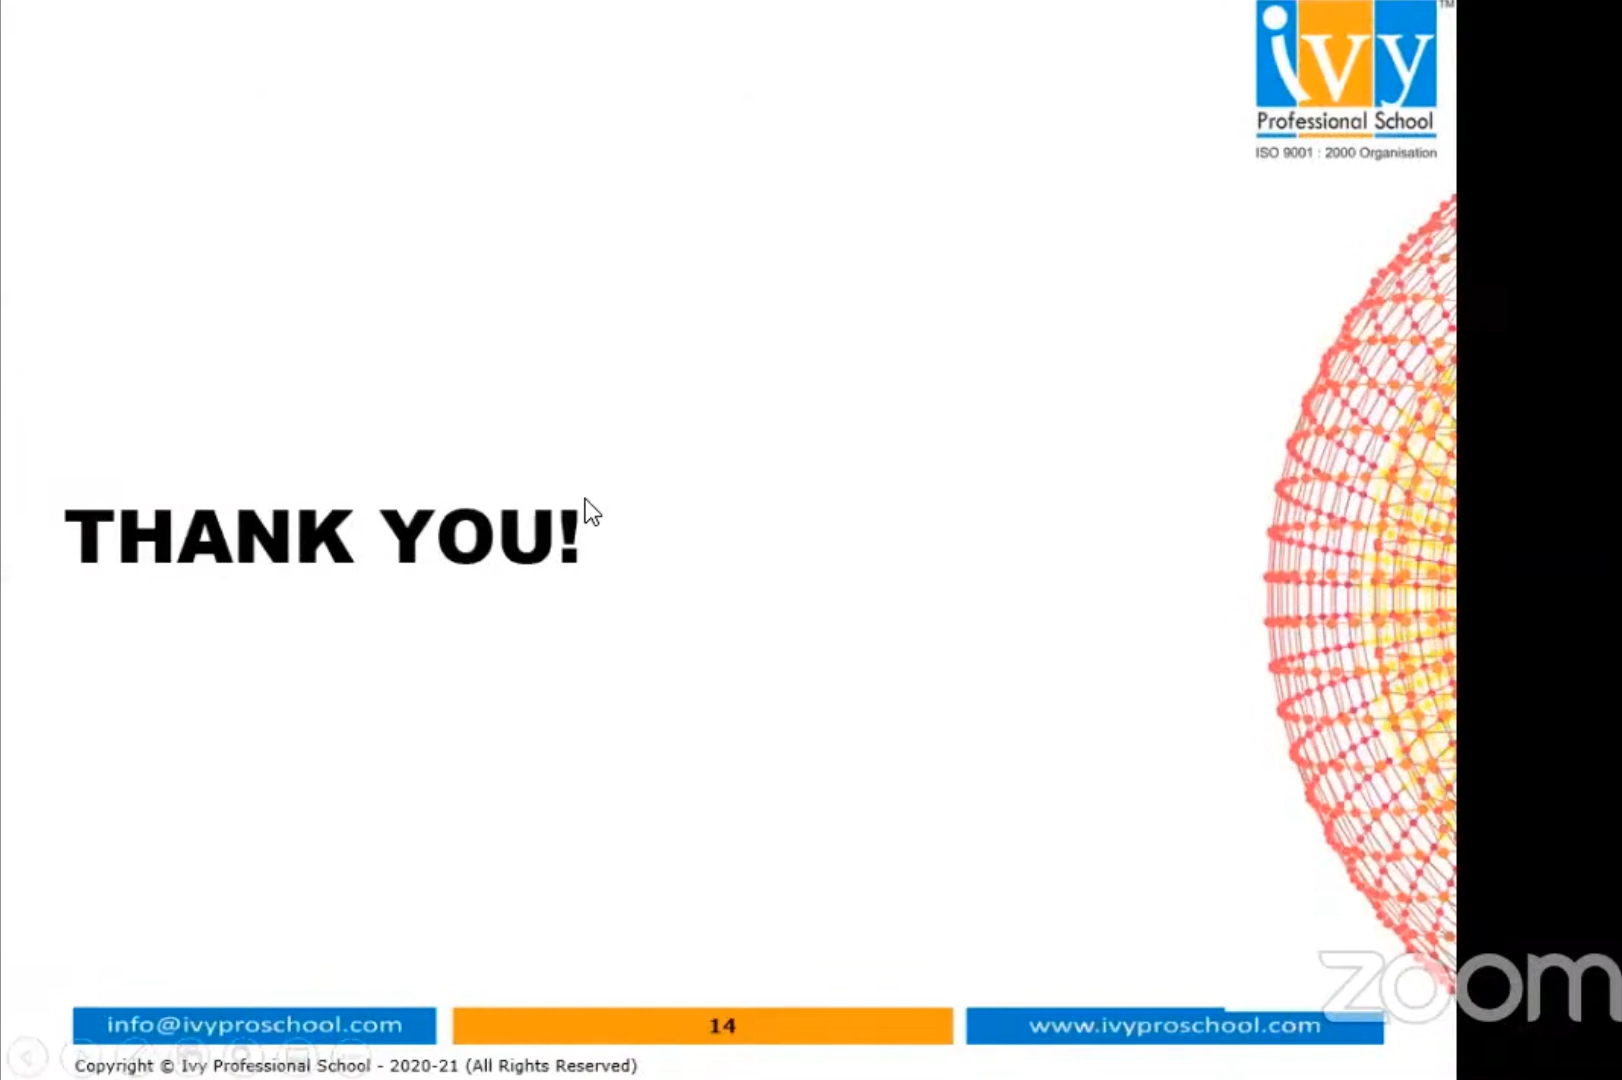 ivy
TM
Professional School
ISO 9001 : 2000 Organisation
THANK YOU!
zoom
info@ivyproschool.com
14
www.ivyproschool.com
Copyright © Ivy Professional School - 2020-21 (All Rights Reserved)